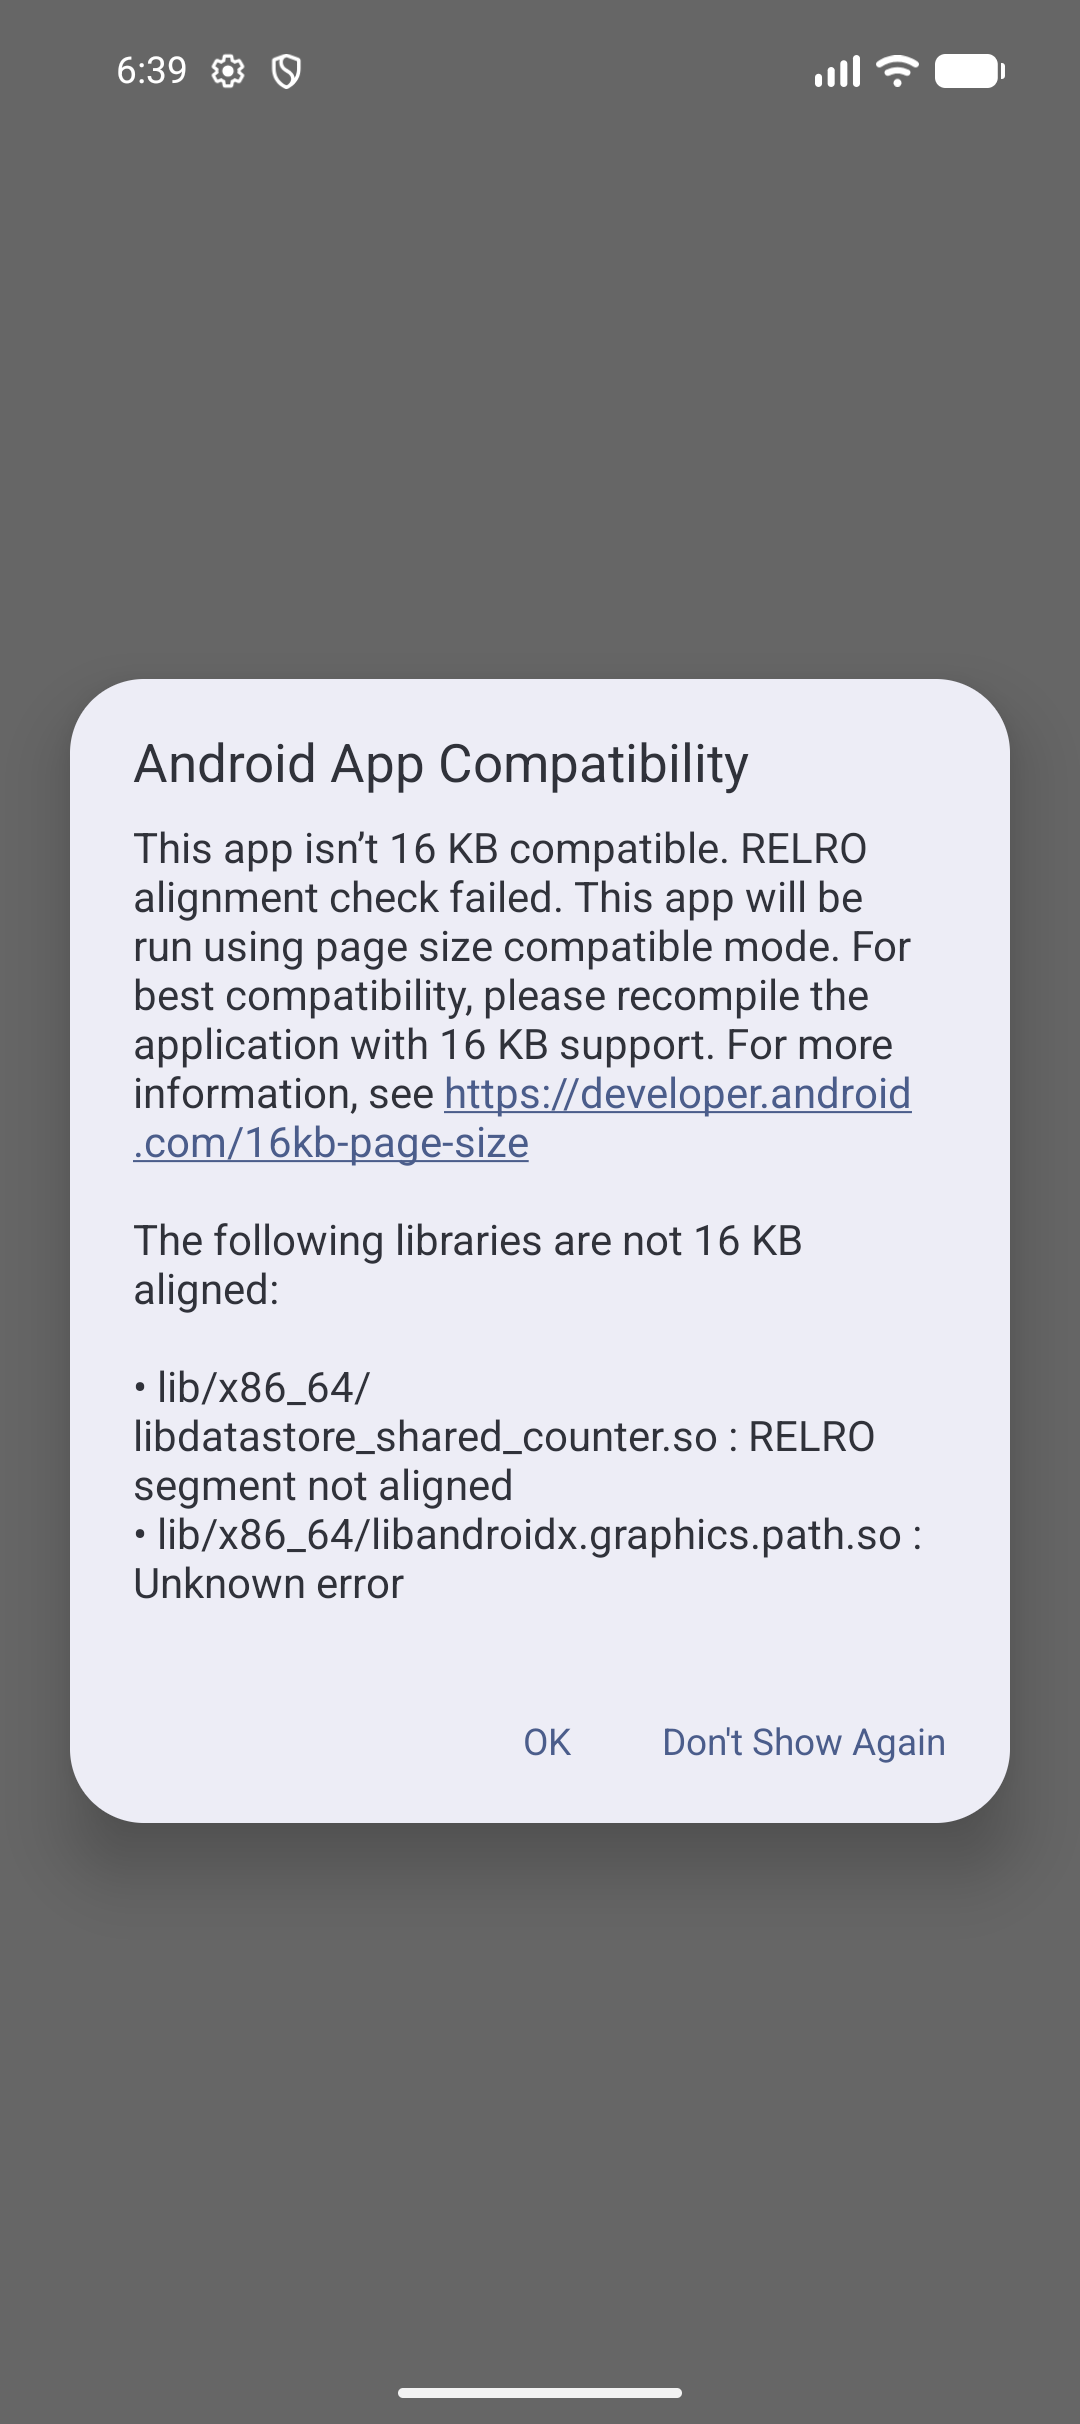 6:39
Android App Compatibility
This app isn’t 16 KB compatible. RELRO
alignment check failed. This app will be
run using page size compatible mode. For
best compatibility, please recompile the
application with 16 KB support. For more
information, see https://developer.android
.com/16kb-page-size
The following libraries are not 16 KB
aligned:
• lib/x86_64/
libdatastore_shared_counter.so : RELRO
segment not aligned
• lib/x86_64/libandroidx.graphics.path.so :
Unknown error
OK Don't Show Again